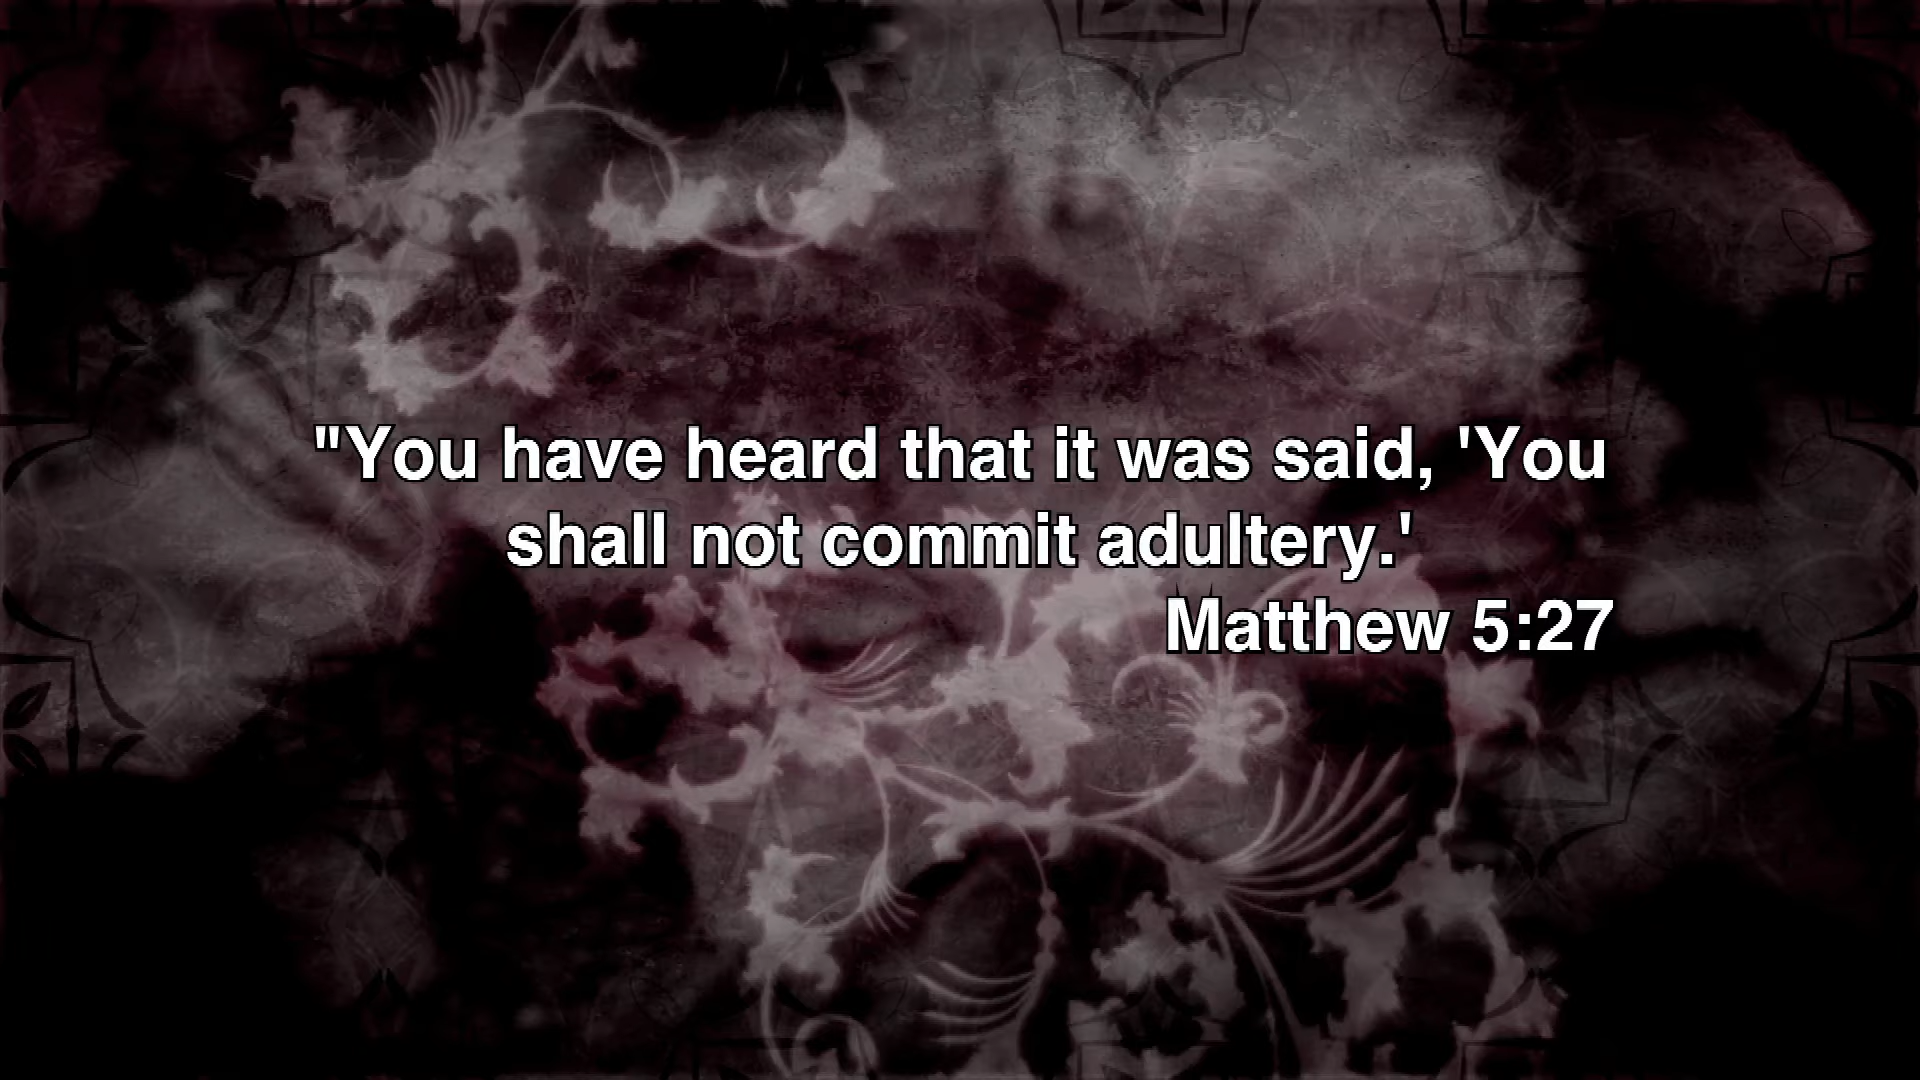 "You have heard that it was said, 'You
shall not commit adultery.'
Matthew 5:27